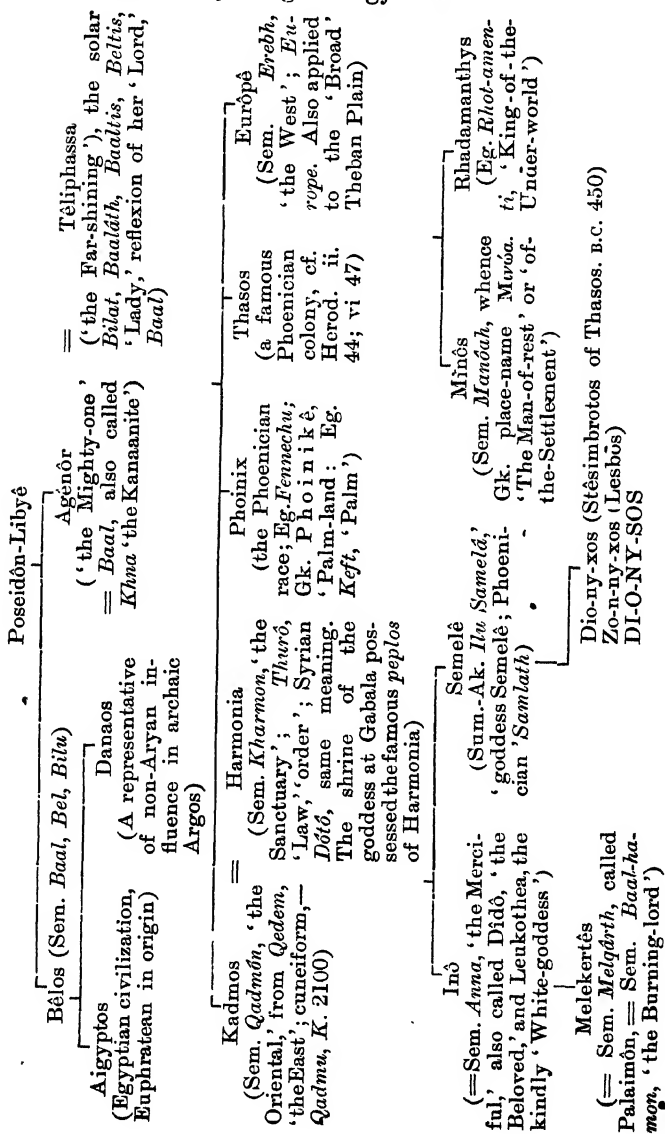 Poseidôn-Libyê
Bêlos (Sem. Baal, Bel, Bilu)
Agênôr
(‘the Mighty-one’
= Baal, also called
Khna ‘the Kanaanite’)
=
Têliphassa
(‘the Far-shining’), the solar
Bilat, Baalâth, Baaltis, Beltis,
‘Lady,’ reflexion of her ‘Lord,’
Baal)
Aigyptos
(Egyptian civilization,
Euphratean in origin)
Danaos
(A representative
of non-Aryan in-
fluence in archaic
Argos)
Kadmos
(Sem. Qadmôn, ‘the
Oriental,’ from Qedem,
‘the East’; cuneiform,—
Qadmu, K. 2100)
=
Harmonia
(Sem. Kharmon, ‘the
Sanctuary’; Thurô,
‘Law,’ ‘order’; Syrian
Dôtô, same meaning.
The shrine of the
goddess at Gabala pos-
sessed the famous peplos
of Harmonia)
Phoinix
(the Phoenician
race; Eg. Fennechu;
Gk. Phoinikê,
‘Palm-land: Eg.
Keft, ‘Palm’)
Thasos
(a famous
Phoenician
colony, cf.
Herod. ii.
44; vi 47)
Eurôpê
(Sem. Erebh,
‘the West’; Eu-
rope. Also applied
to the ‘Broad’
Theban Plain)
Inô
(=Sem. Anna, ‘the Merci-
ful,’ also called Dîdô, ‘the
Beloved,’ and Leukothea, the
kindly ‘White-goddess’)
Semelê
(Sum.-Ak. Ilu Samelâ,
‘goddess Semelê; Phoeni-
cian ’Samlath)
Mînôs
(Sem. Manôah, whence
Gk. place-name Μινώα.
‘The Man-of-rest’ or ‘of-
the-Settlement’)
Rhadamanthys
(Eg. Rhot-amen-
ti, ‘King-of-the-
Under-world’)
Melekertês
(= Sem. Melqârth, called
Palaimôn, = Sem. Baal-ha-
mon, ‘the Burning-lord’)
Dio-ny-xos (Stêsimbrotos of Thasos. B.C. 450)
Zo-n-ny-xos (Lesbos)
DI-O-NY-SOS